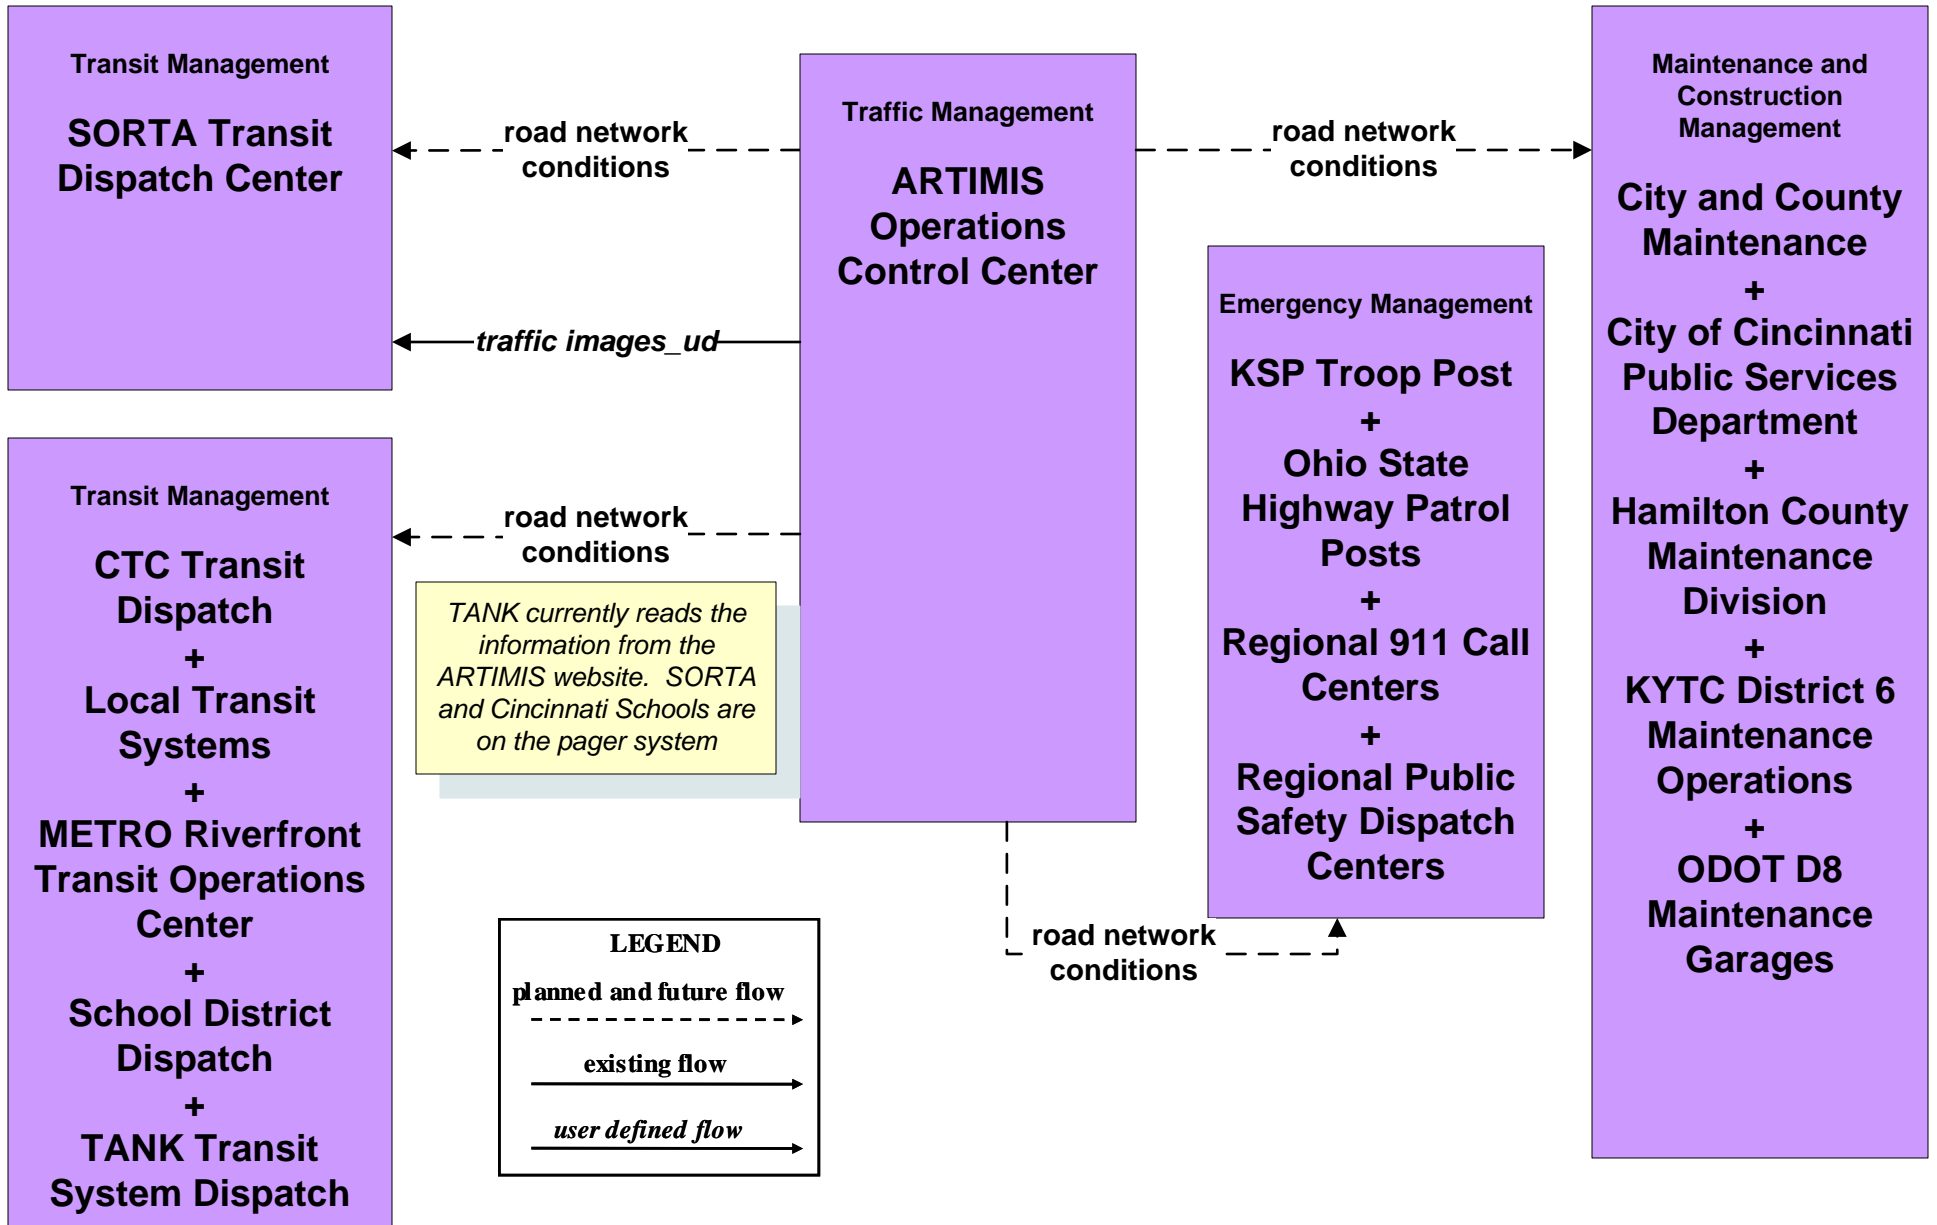 Transit Management
SORTA Transit
Dispatch Center
road network
conditions
traffic images_ud
Traffic Management
ARTIMIS
Operations
Control Center
road network
conditions
Maintenance and
Construction
Management
City and County
Maintenance
+
City of Cincinnati
Public Services
Department
+
Hamilton County
Maintenance
Division
+
KYTC District 6
Maintenance
Operations
+
ODOT D8
Maintenance
Garages
Emergency Management
KSP Troop Post
+
Ohio State
Highway Patrol
Posts
+
Regional 911 Call
Centers
+
Regional Public
Safety Dispatch
Centers
Transit Management
CTC Transit
Dispatch
+
Local Transit
Systems
+
METRO Riverfront
Transit Operations
Center
+
School District
Dispatch
+
TANK Transit
System Dispatch
road network
conditions
TANK currently reads the
information from the
ARTIMIS website.  SORTA
and Cincinnati Schools are
on the pager system
road network
conditions
LEGEND
planned and future flow
existing flow
user defined flow